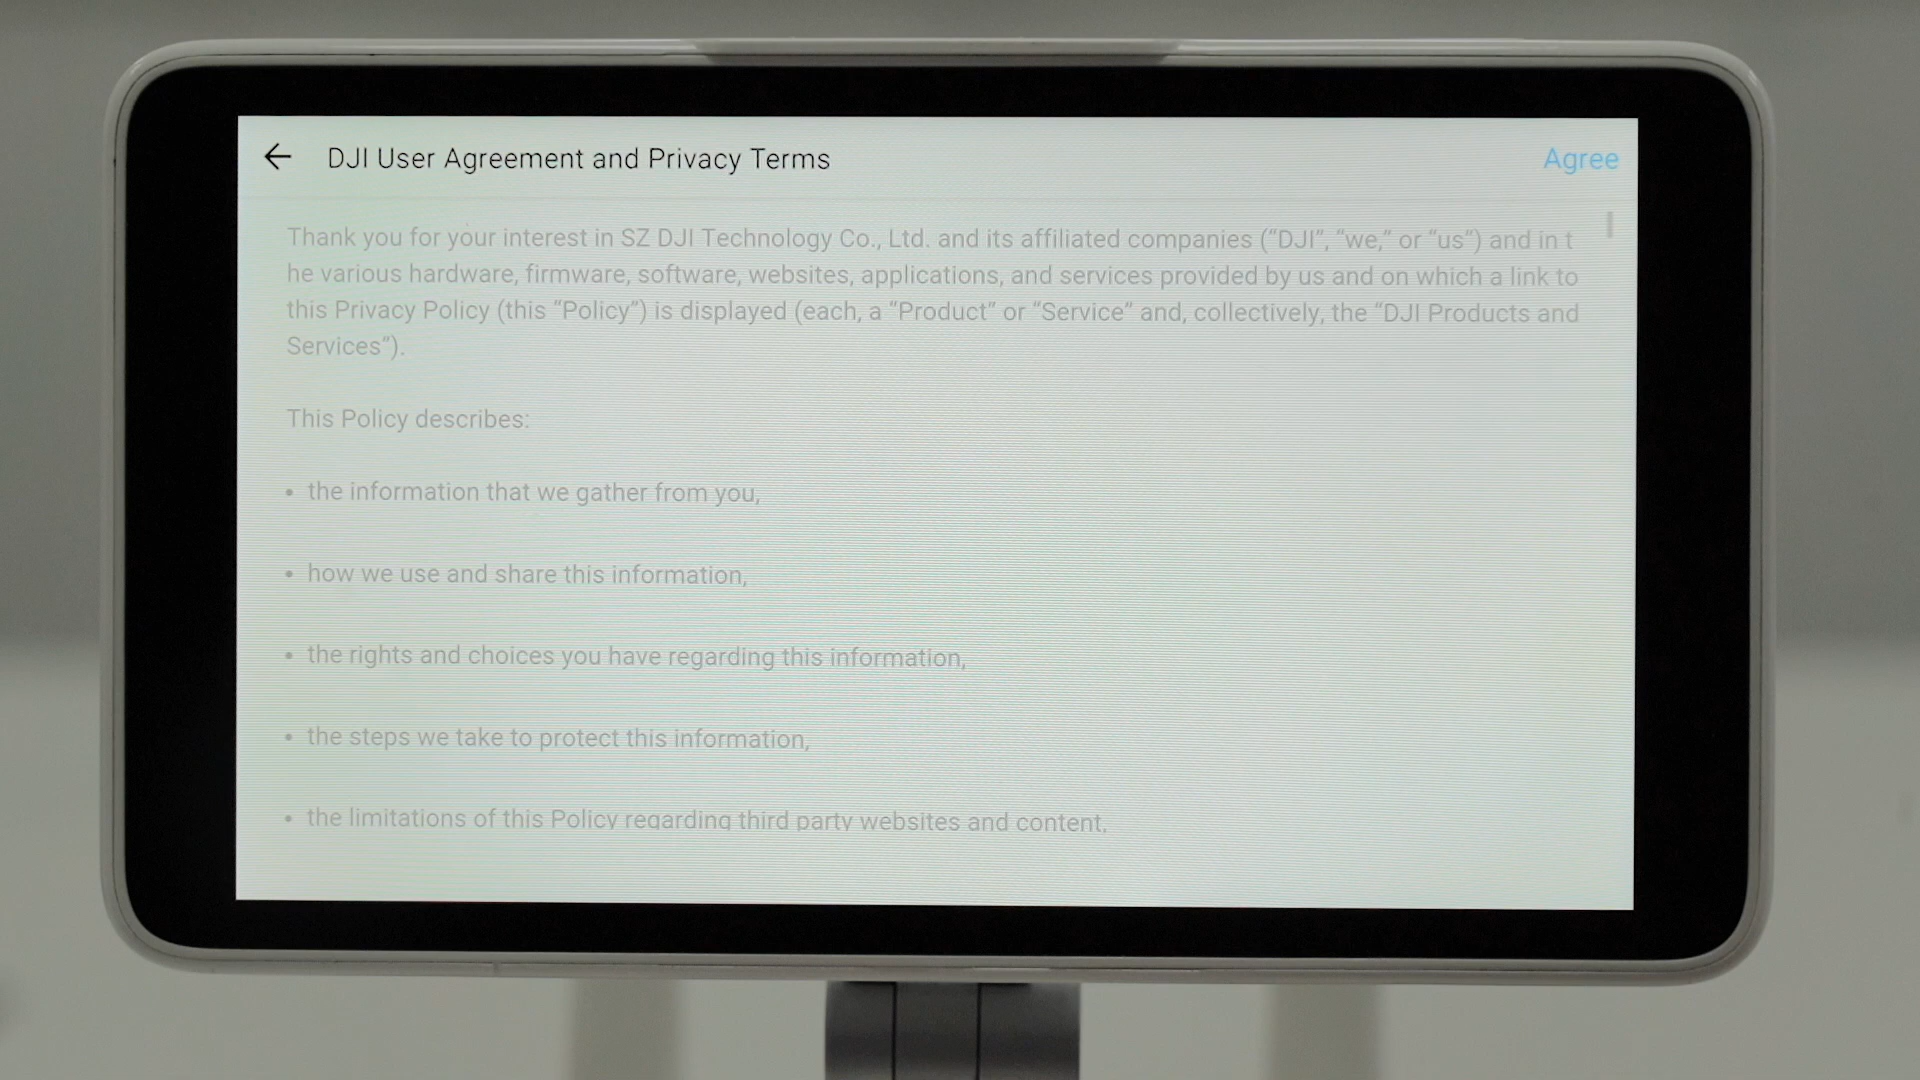 DJI User Agreement and Privacy Terms
Agree
Thank you for your interest in SZ DJI Technology Co., Ltd. and its affiliated companies (“DJI”, “we,” or “us”) and in t
he various hardware, firmware, software, websites, applications, and services provided by us and on which a link to
this Privacy Policy (this “Policy”) is displayed (each, a “Product” or “Service” and, collectively, the “DJI Products and
Services”).
This Policy describes:
• the information that we gather from you,
• how we use and share this information,
• the rights and choices you have regarding this information,
• the steps we take to protect this information,
• the limitations of this Policy regarding third party websites and content,